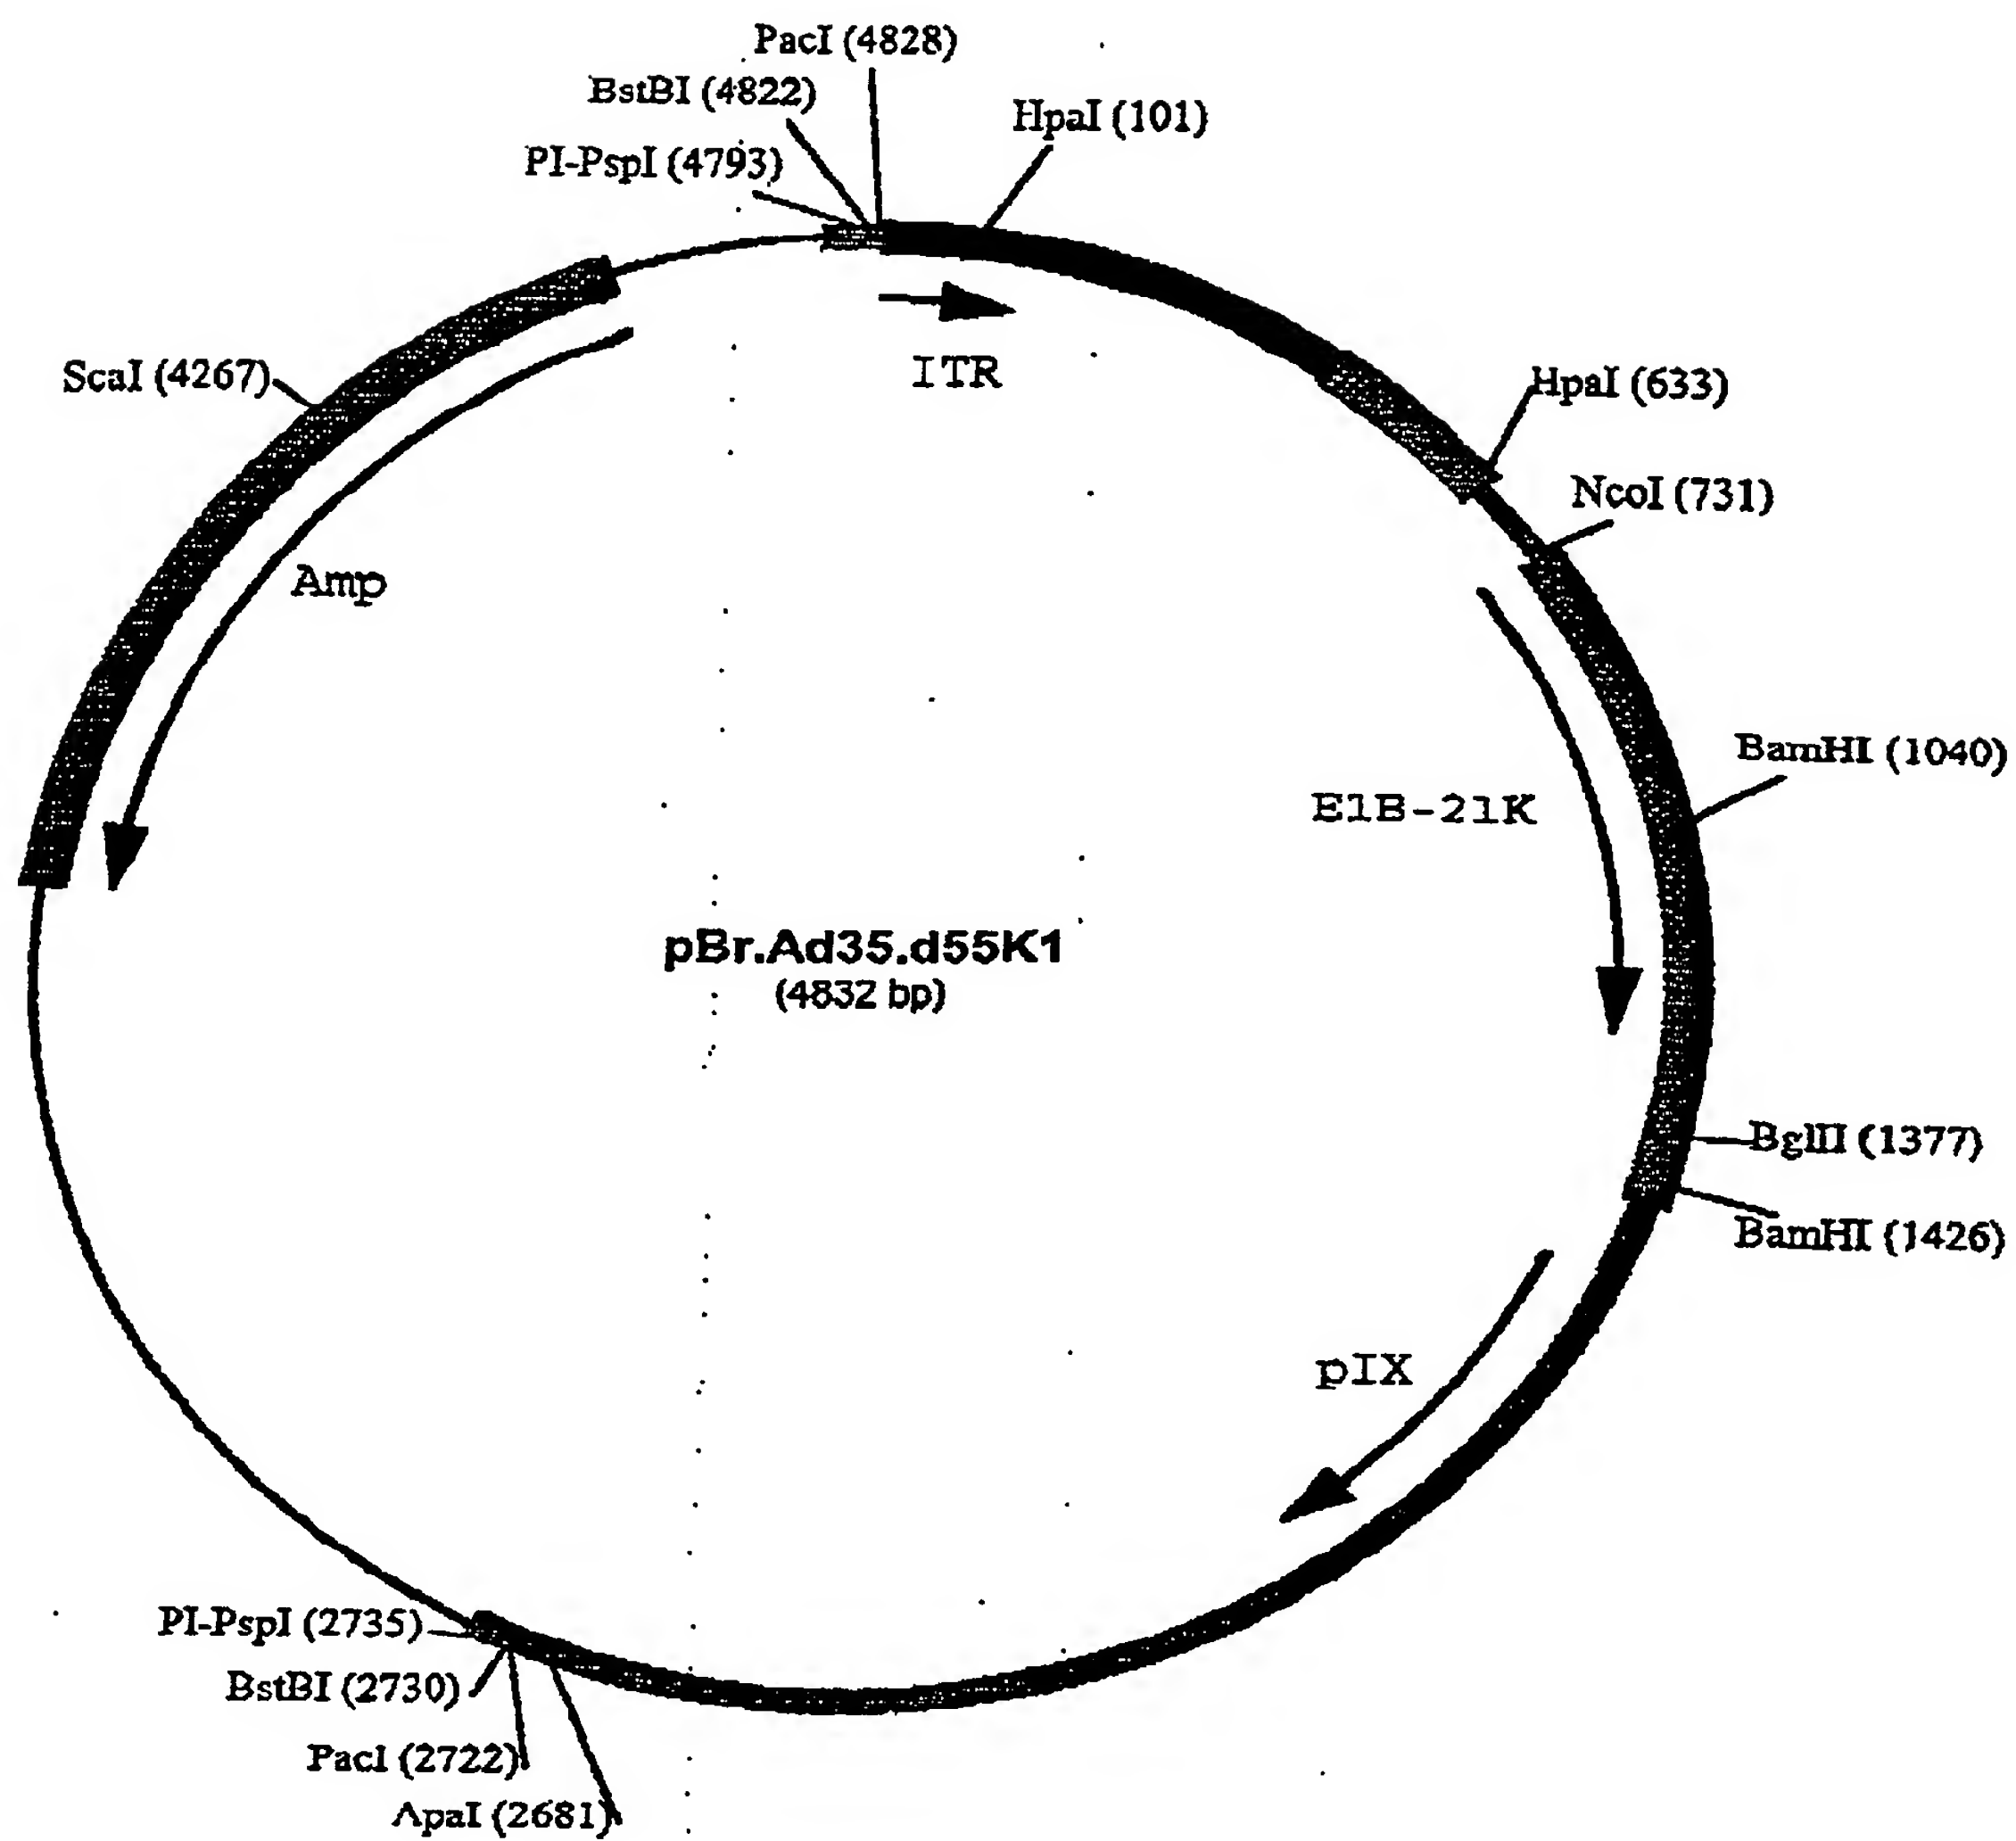 PacI (4828)
BstBI (4822)
HpaI (101)
PI-PspI (4793)
ScaI (4267)
ITR
HpaI (633)
NcoI (731)
Amp
BamHI (1040)
E1B-21K
pBr.Ad35.d55K1
(4832 bp)
BglII (1377)
BamHI (1426)
pIX
PI-PspI (2735)
BstBI (2730)
PacI (2722)
ApaI (2681)